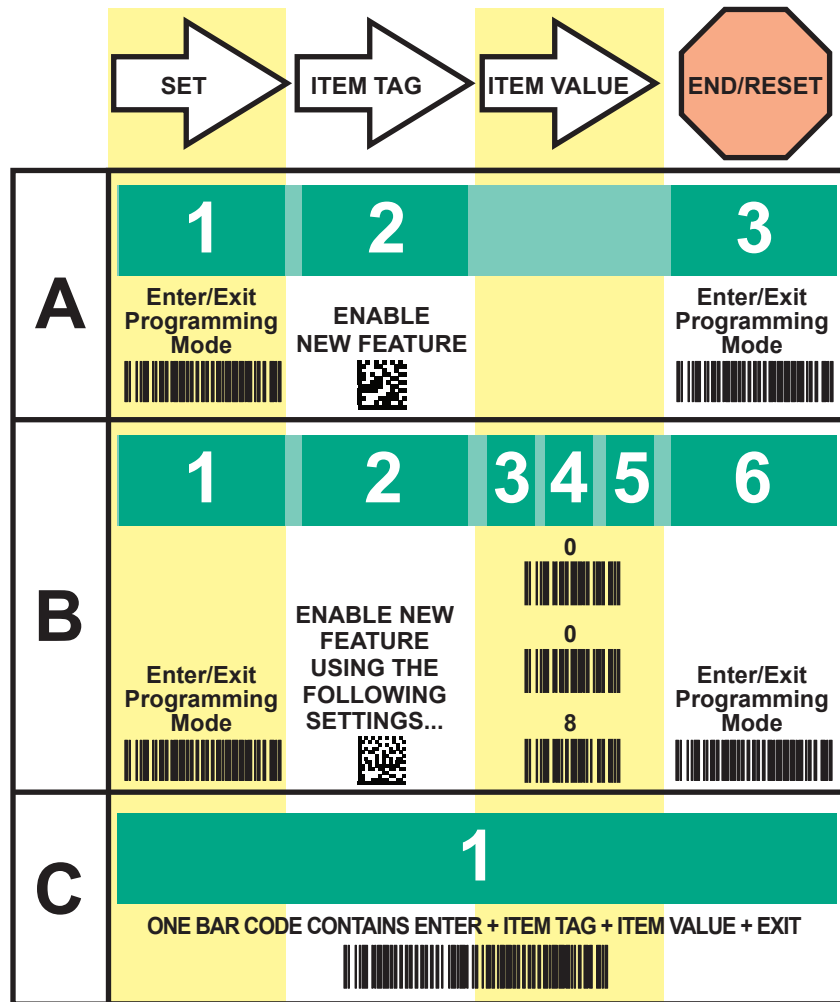 SET
ITEM TAG
ITEM VALUE
END/RESET
A
1
2
3
Enter/Exit
Programming
Mode
ENABLE
NEW FEATURE
Enter/Exit
Programming
Mode
B
1
2
3
4
5
6
Enter/Exit
Programming
Mode
ENABLE NEW
FEATURE
USING THE
FOLLOWING
SETTINGS...
0
0
8
Enter/Exit
Programming
Mode
C
1
ONE BAR CODE CONTAINS ENTER + ITEM TAG + ITEM VALUE + EXIT